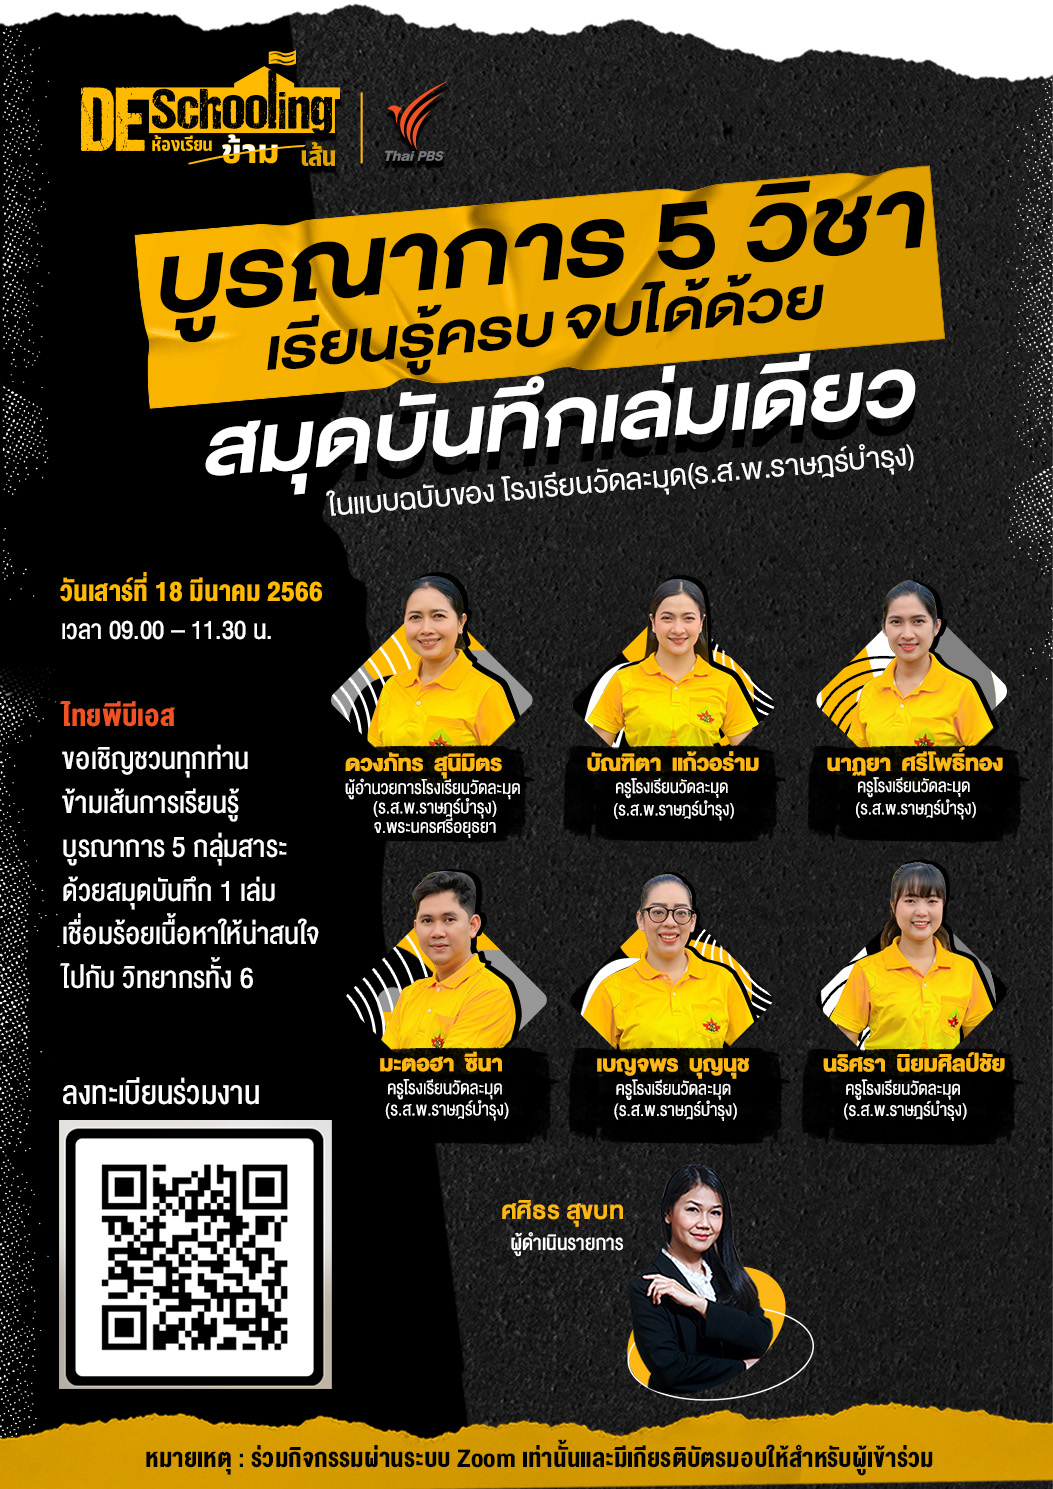 DESchooling
ห้องเรียน ข้าม เส้น
Thai PBS
บูรณาการ 5 วิชา
เรียนรู้ครบ จบได้ด้วย
สมุดบันทึกเล่มเดียว
ในแบบฉบับของ โรงเรียนวัดละมุด(ร.ส.พ.ราษฎร์บำรุง)
วันเสาร์ที่ 18 มีนาคม 2566
เวลา 09.00 – 11.30 น.
ไทยพีบีเอส
ขอเชิญชวนทุกท่าน
ข้ามเส้นการเรียนรู้
บูรณาการ 5 กลุ่มสาระ
ด้วยสมุดบันทึก 1 เล่ม
เชื่อมร้อยเนื้อหาให้น่าสนใจ
ไปกับ วิทยากรทั้ง 6
ดวงภัทร สุนิมิตร
ผู้อำนวยการโรงเรียนวัดละมุด
(ร.ส.พ.ราษฎร์บำรุง)
จ.พระนครศรีอยุธยา
บัณฑิตา แก้วอร่าม
ครูโรงเรียนวัดละมุด
(ร.ส.พ.ราษฎร์บำรุง)
นาฏยา ศรีโพธิ์ทอง
ครูโรงเรียนวัดละมุด
(ร.ส.พ.ราษฎร์บำรุง)
มะตอฮา ซีนา
ครูโรงเรียนวัดละมุด
(ร.ส.พ.ราษฎร์บำรุง)
เบญจพร บุญนุช
ครูโรงเรียนวัดละมุด
(ร.ส.พ.ราษฎร์บำรุง)
นริศรา นิยมศิลป์ชัย
ครูโรงเรียนวัดละมุด
(ร.ส.พ.ราษฎร์บำรุง)
ลงทะเบียนร่วมงาน
ศศิธร สุขบท
ผู้ดำเนินรายการ
หมายเหตุ : ร่วมกิจกรรมผ่านระบบ Zoom เท่านั้นและมีเกียรติบัตรมอบให้สำหรับผู้เข้าร่วม